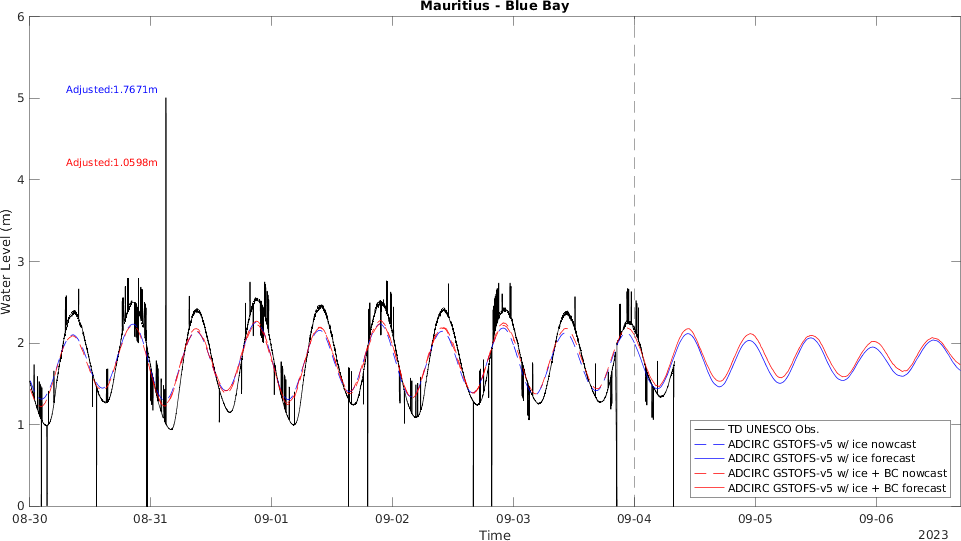 Mauritius - Blue Bay
6
5
4
3
2
1
0
Water Level (m)
Adjusted:1.7671m
Adjusted:1.0598m
TD UNESCO Obs.
ADCIRC GSTOFS-v5 w/ ice nowcast
ADCIRC GSTOFS-v5 w/ ice forecast
ADCIRC GSTOFS-v5 w/ ice + BC nowcast
ADCIRC GSTOFS-v5 w/ ice + BC forecast
08-30 08-31 09-01 09-02 09-03 09-04 09-05 09-06
Time
2023